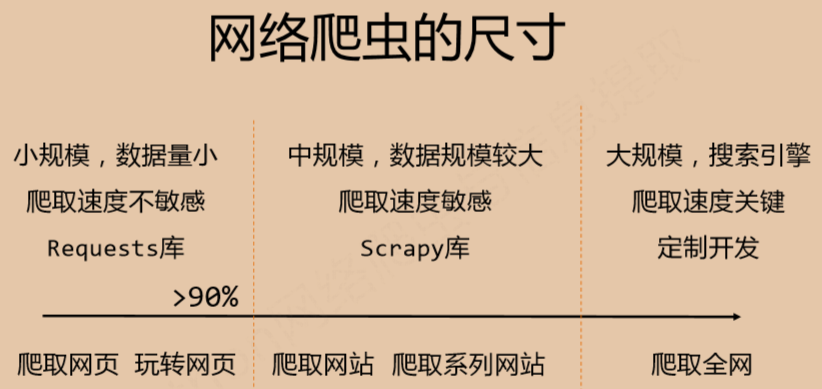 网络爬虫的尺寸
小规模，数据量小
爬取速度不敏感
Requests库
>90%
中规模，数据规模较大
爬取速度敏感
Scrapy库
大规模，搜索引擎
爬取速度关键
定制开发
爬取网页 玩转网页
爬取网站 爬取系列网站
爬取全网